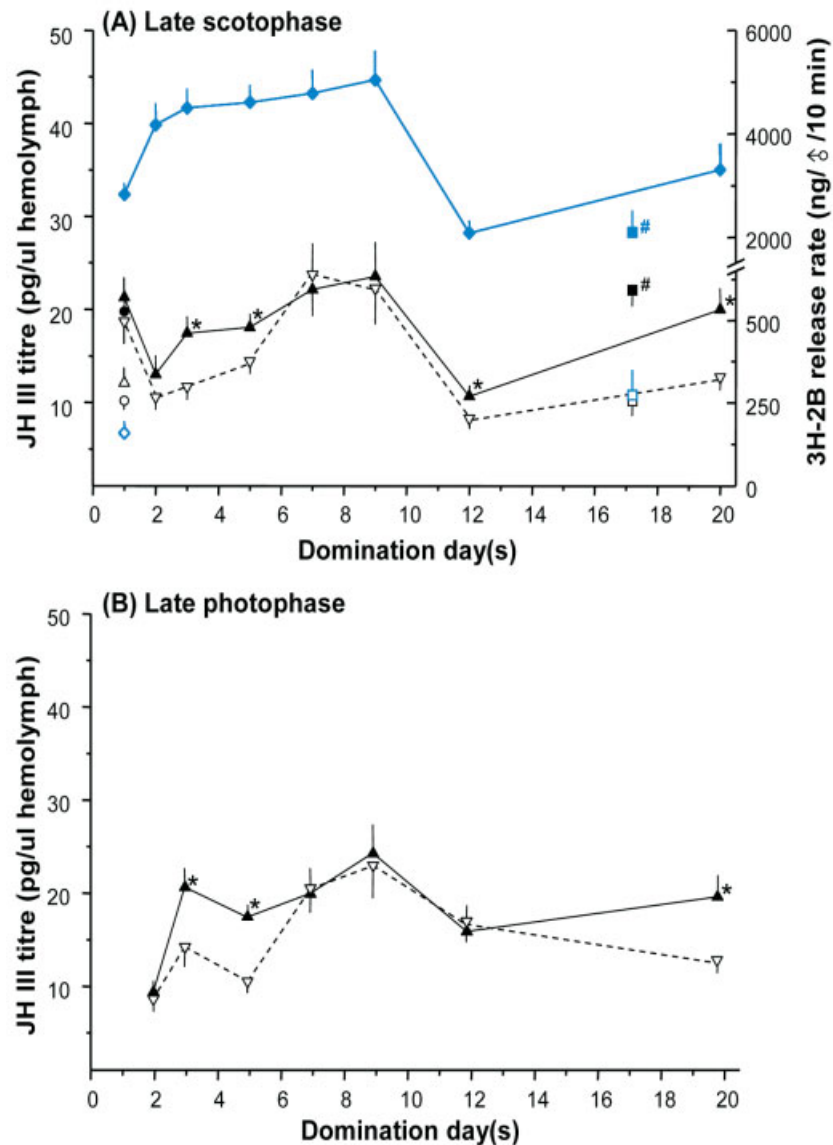 (A) Late scotophase
50
40
30
20
10
JH III titre (pg/ul hemolymph)
6000
4000
2000
500
250
0
3H-2B release rate (ng/♂/10 min)
#
#
*
*
*
*
0 2 4 6 8 10 12 14 16 18 20
Domination day(s)
(B) Late photophase
50
40
30
20
10
JH III titre (pg/ul hemolymph)
*
*
*
0 2 4 6 8 10 12 14 16 18 20
Domination day(s)